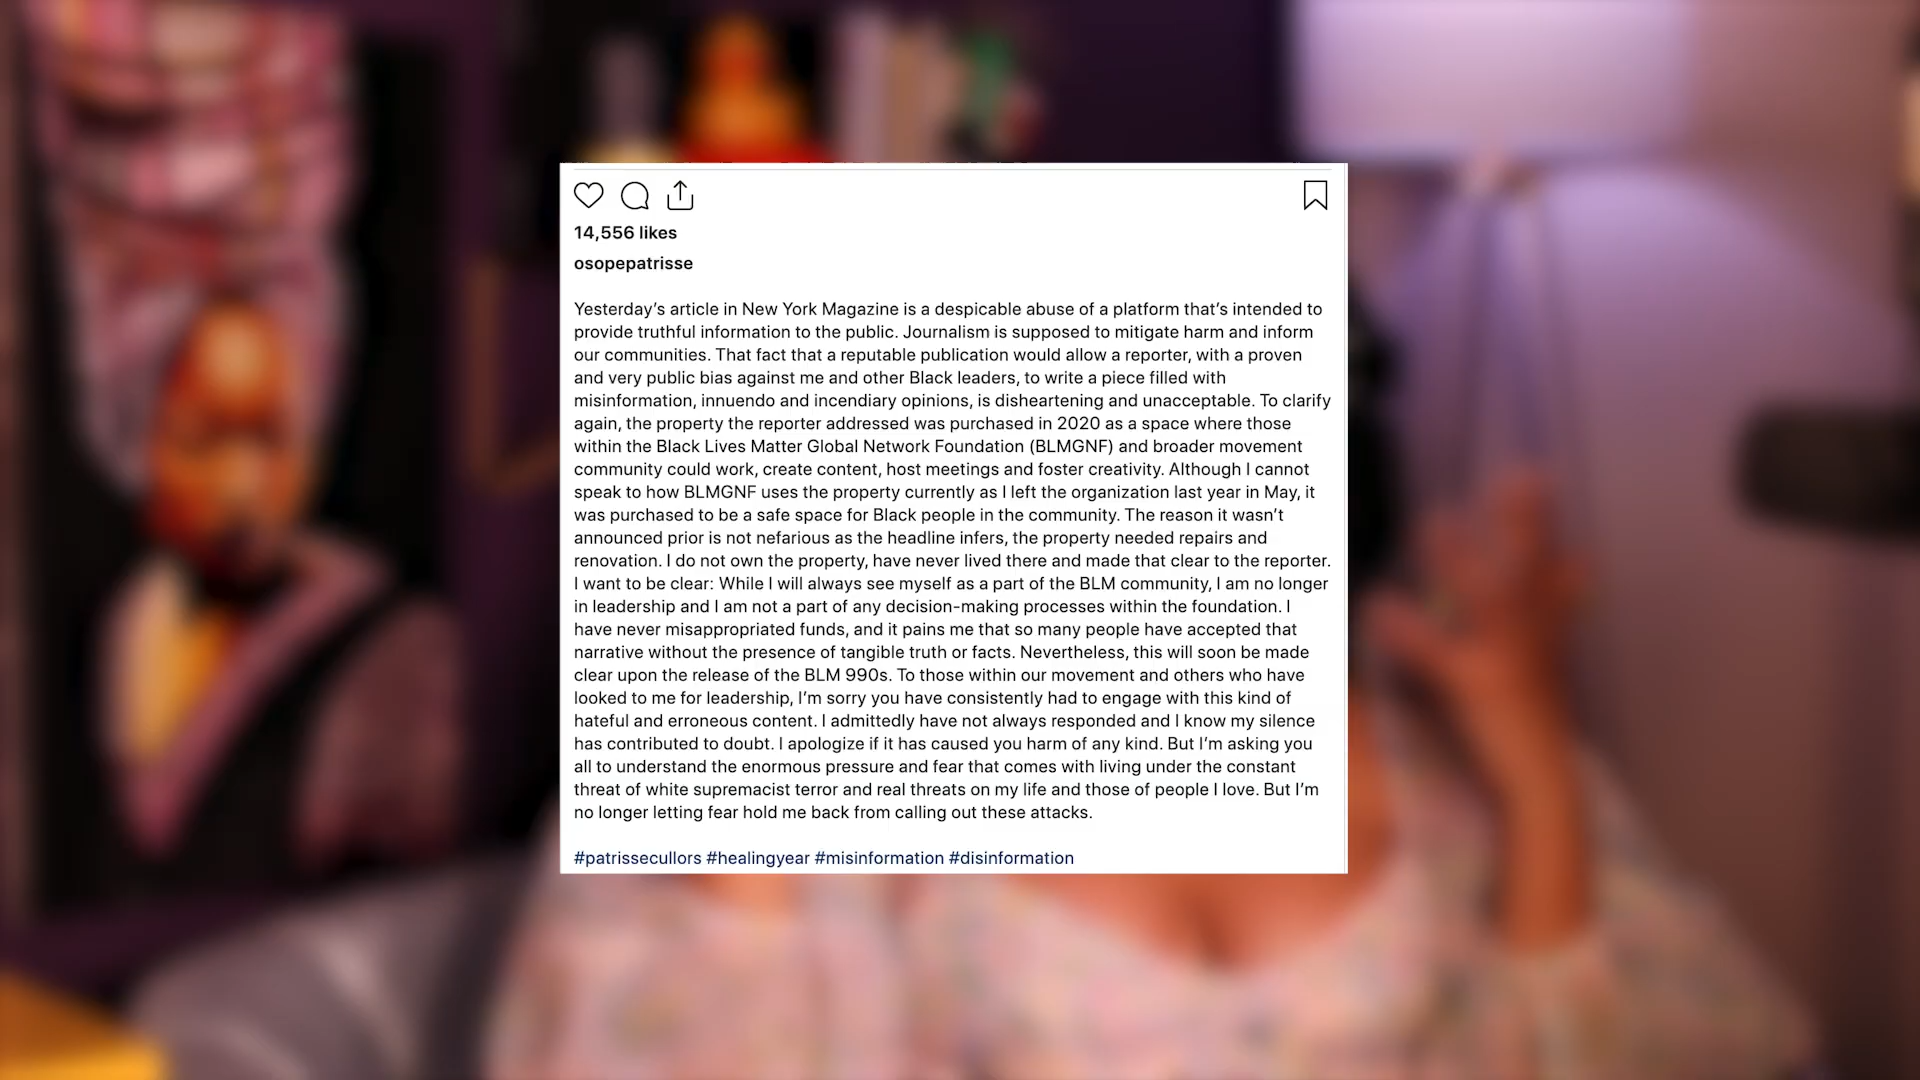 14,556 likes
osopepatrisse
Yesterday’s article in New York Magazine is a despicable abuse of a platform that’s intended to
provide truthful information to the public. Journalism is supposed to mitigate harm and inform
our communities. That fact that a reputable publication would allow a reporter, with a proven
and very public bias against me and other Black leaders, to write a piece filled with
misinformation, innuendo and incendiary opinions, is disheartening and unacceptable. To clarify
again, the property the reporter addressed was purchased in 2020 as a space where those
within the Black Lives Matter Global Network Foundation (BLMGNF) and broader movement
community could work, create content, host meetings and foster creativity. Although I cannot
speak to how BLMGNF uses the property currently as I left the organization last year in May, it
was purchased to be a safe space for Black people in the community. The reason it wasn’t
announced prior is not nefarious as the headline infers, the property needed repairs and
renovation. I do not own the property, have never lived there and made that clear to the reporter.
I want to be clear: While I will always see myself as a part of the BLM community, I am no longer
in leadership and I am not a part of any decision-making processes within the foundation. I
have never misappropriated funds, and it pains me that so many people have accepted that
narrative without the presence of tangible truth or facts. Nevertheless, this will soon be made
clear upon the release of the BLM 990s. To those within our movement and others who have
looked to me for leadership, I’m sorry you have consistently had to engage with this kind of
hateful and erroneous content. I admittedly have not always responded and I know my silence
has contributed to doubt. I apologize if it has caused you harm of any kind. But I’m asking you
all to understand the enormous pressure and fear that comes with living under the constant
threat of white supremacist terror and real threats on my life and those of people I love. But I’m
no longer letting fear hold me back from calling out these attacks.
#patrissecullors #healingyear #misinformation #disinformation